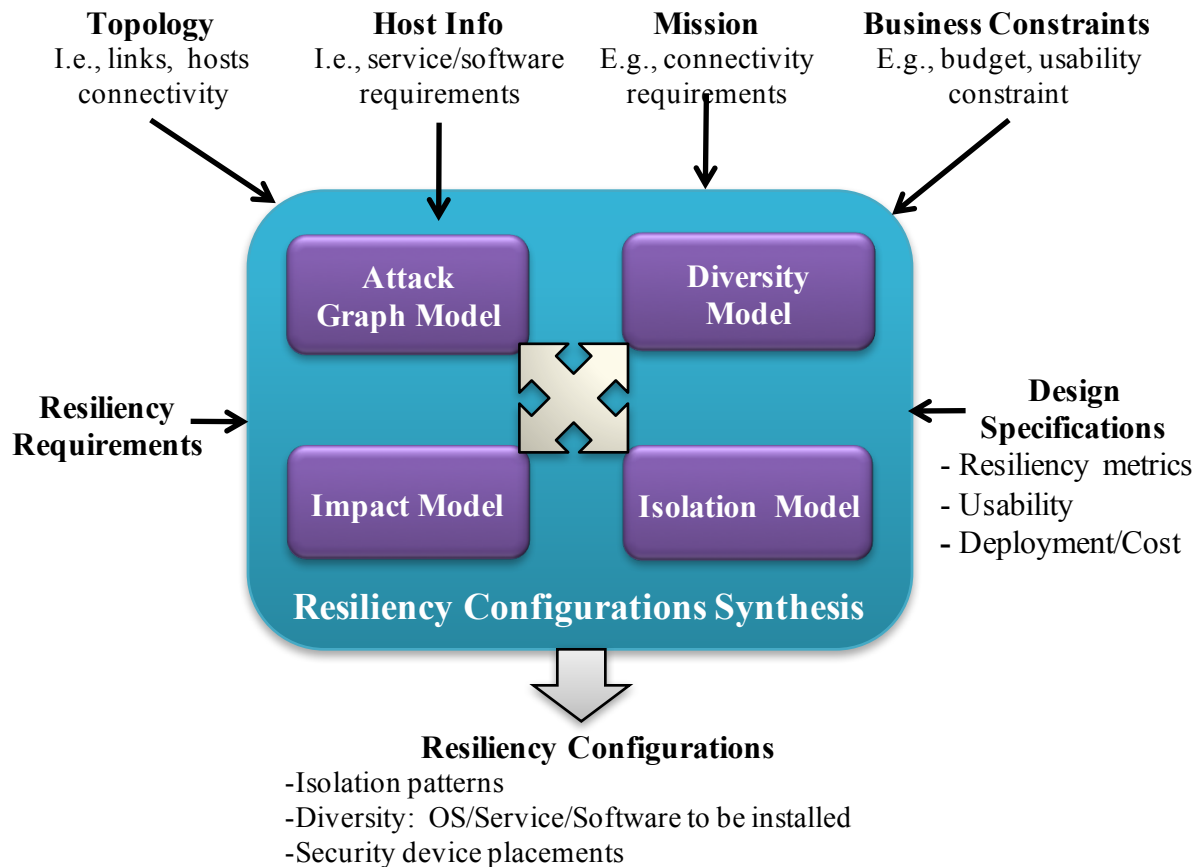 Topology
I.e., links, hosts
connectivity
Host Info
I.e., service/software
requirements
Mission
E.g., connectivity
requirements
Business Constraints
E.g., budget, usability
constraint
Attack
Graph Model
Diversity
Model
Resiliency
Requirements
Design
Specifications
- Resiliency metrics
- Usability
- Deployment/Cost
Impact Model
Isolation Model
Resiliency Configurations Synthesis
Resiliency Configurations
-Isolation patterns
-Diversity: OS/Service/Software to be installed
-Security device placements